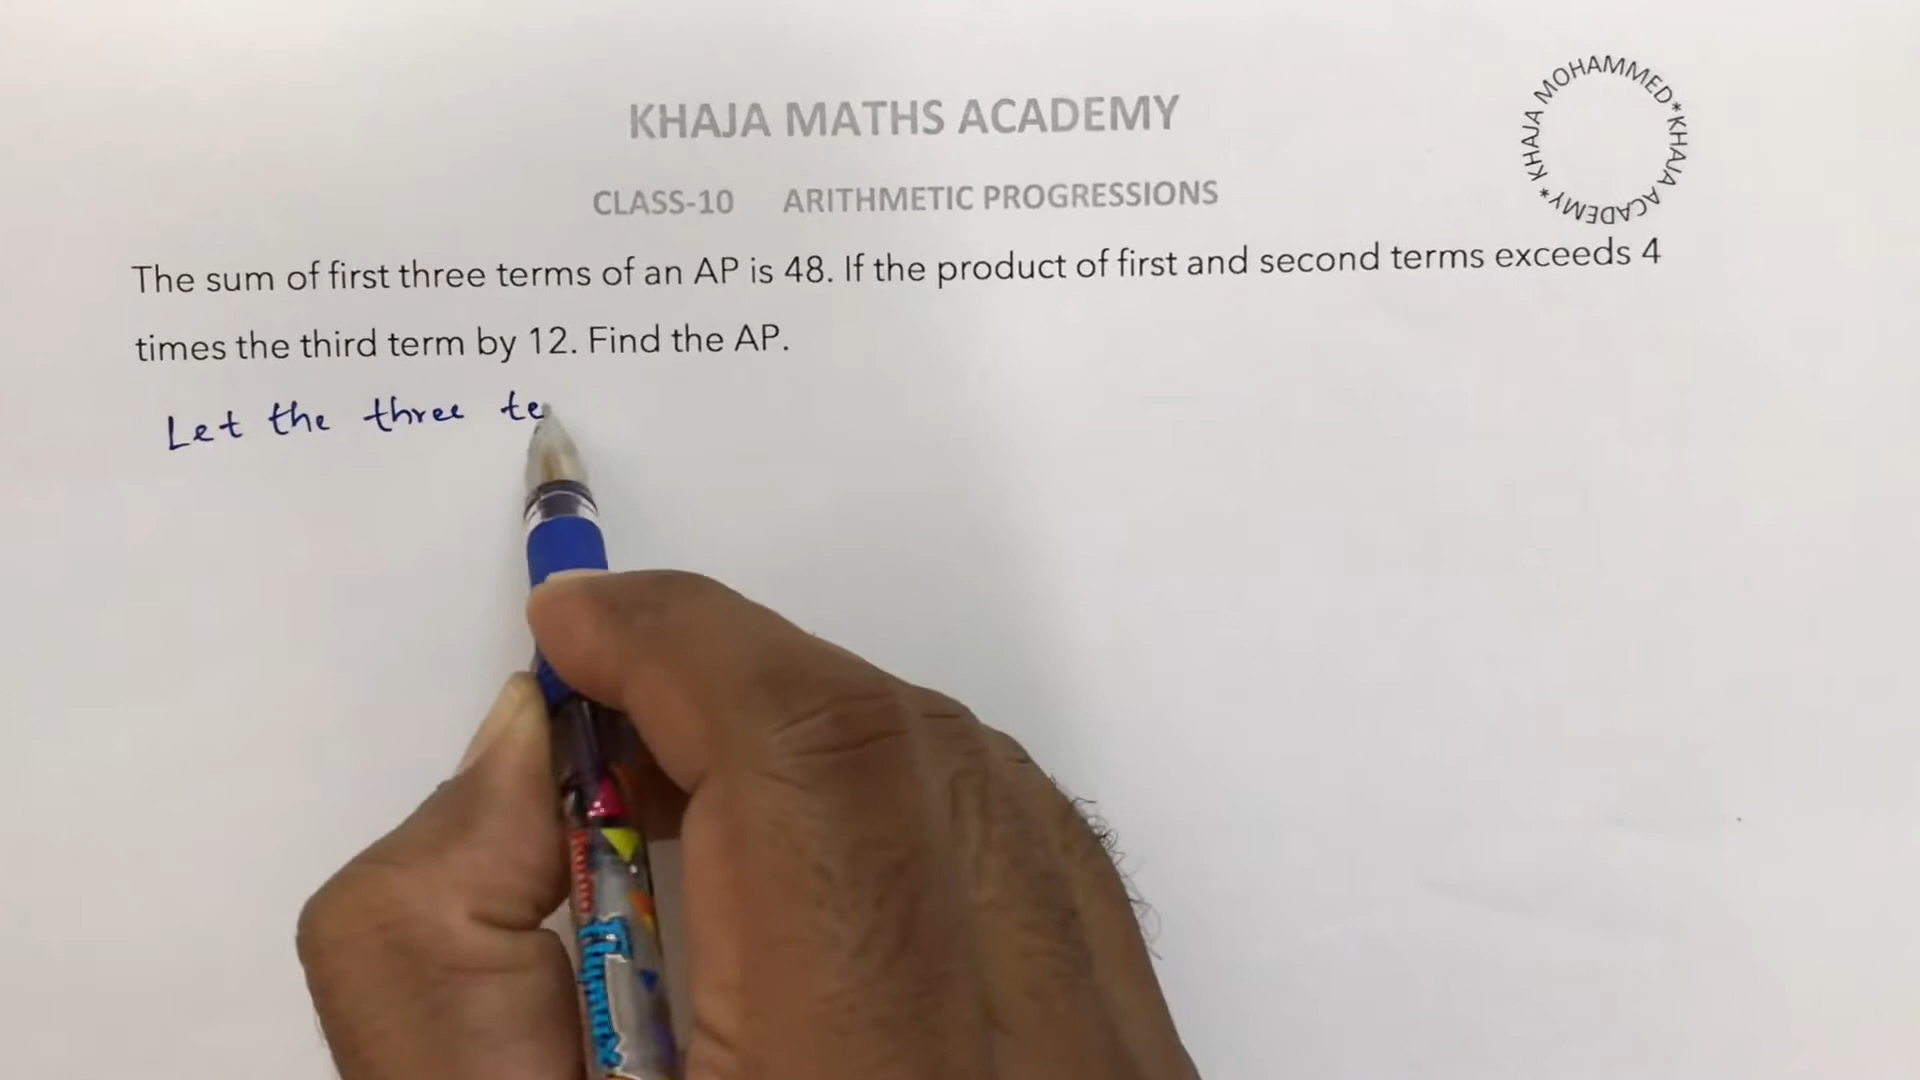 KHAJA MATHS ACADEMY
KHAJA MOHAMMED*KHAJA ACADEMY*
CLASS-10 ARITHMETIC PROGRESSIONS
The sum of first three terms of an AP is 48. If the product of first and second terms exceeds 4
times the third term by 12. Find the AP.
Let the three te